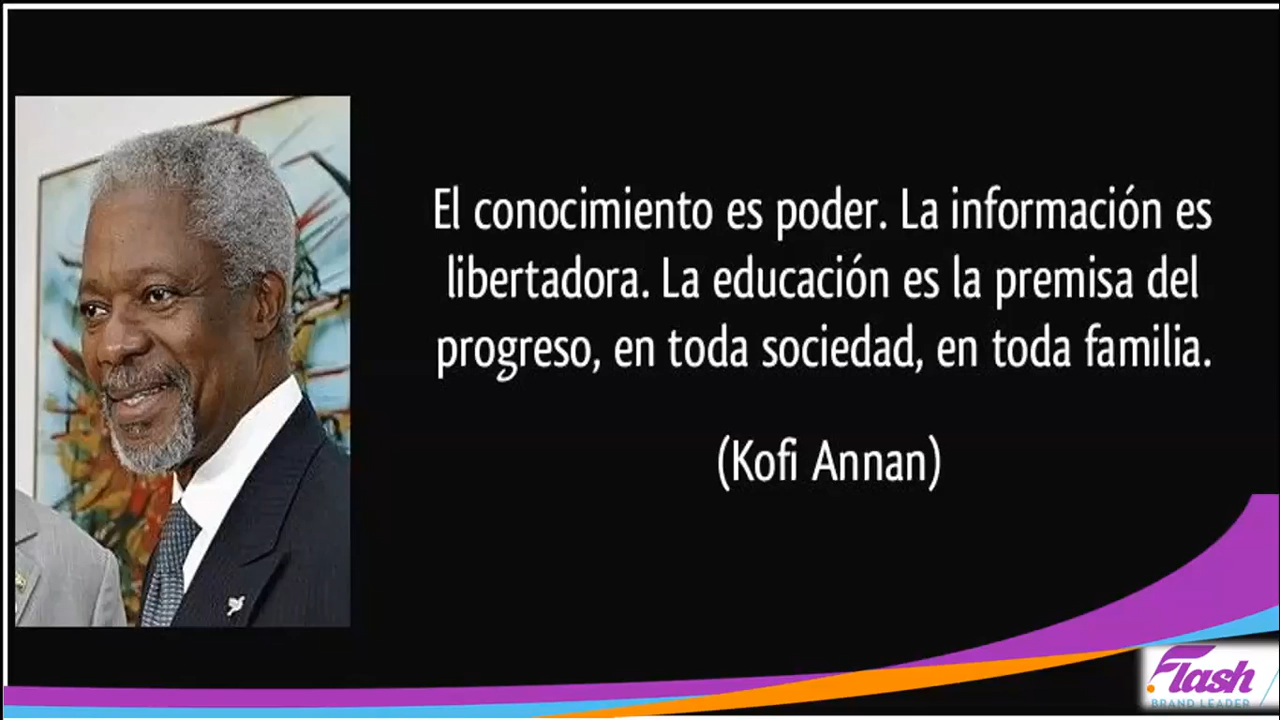 El conocimiento es poder. La información es
libertadora. La educación es la premisa del
progreso, en toda sociedad, en toda familia.
(Kofi Annan)
Flash
BRAND LEADER